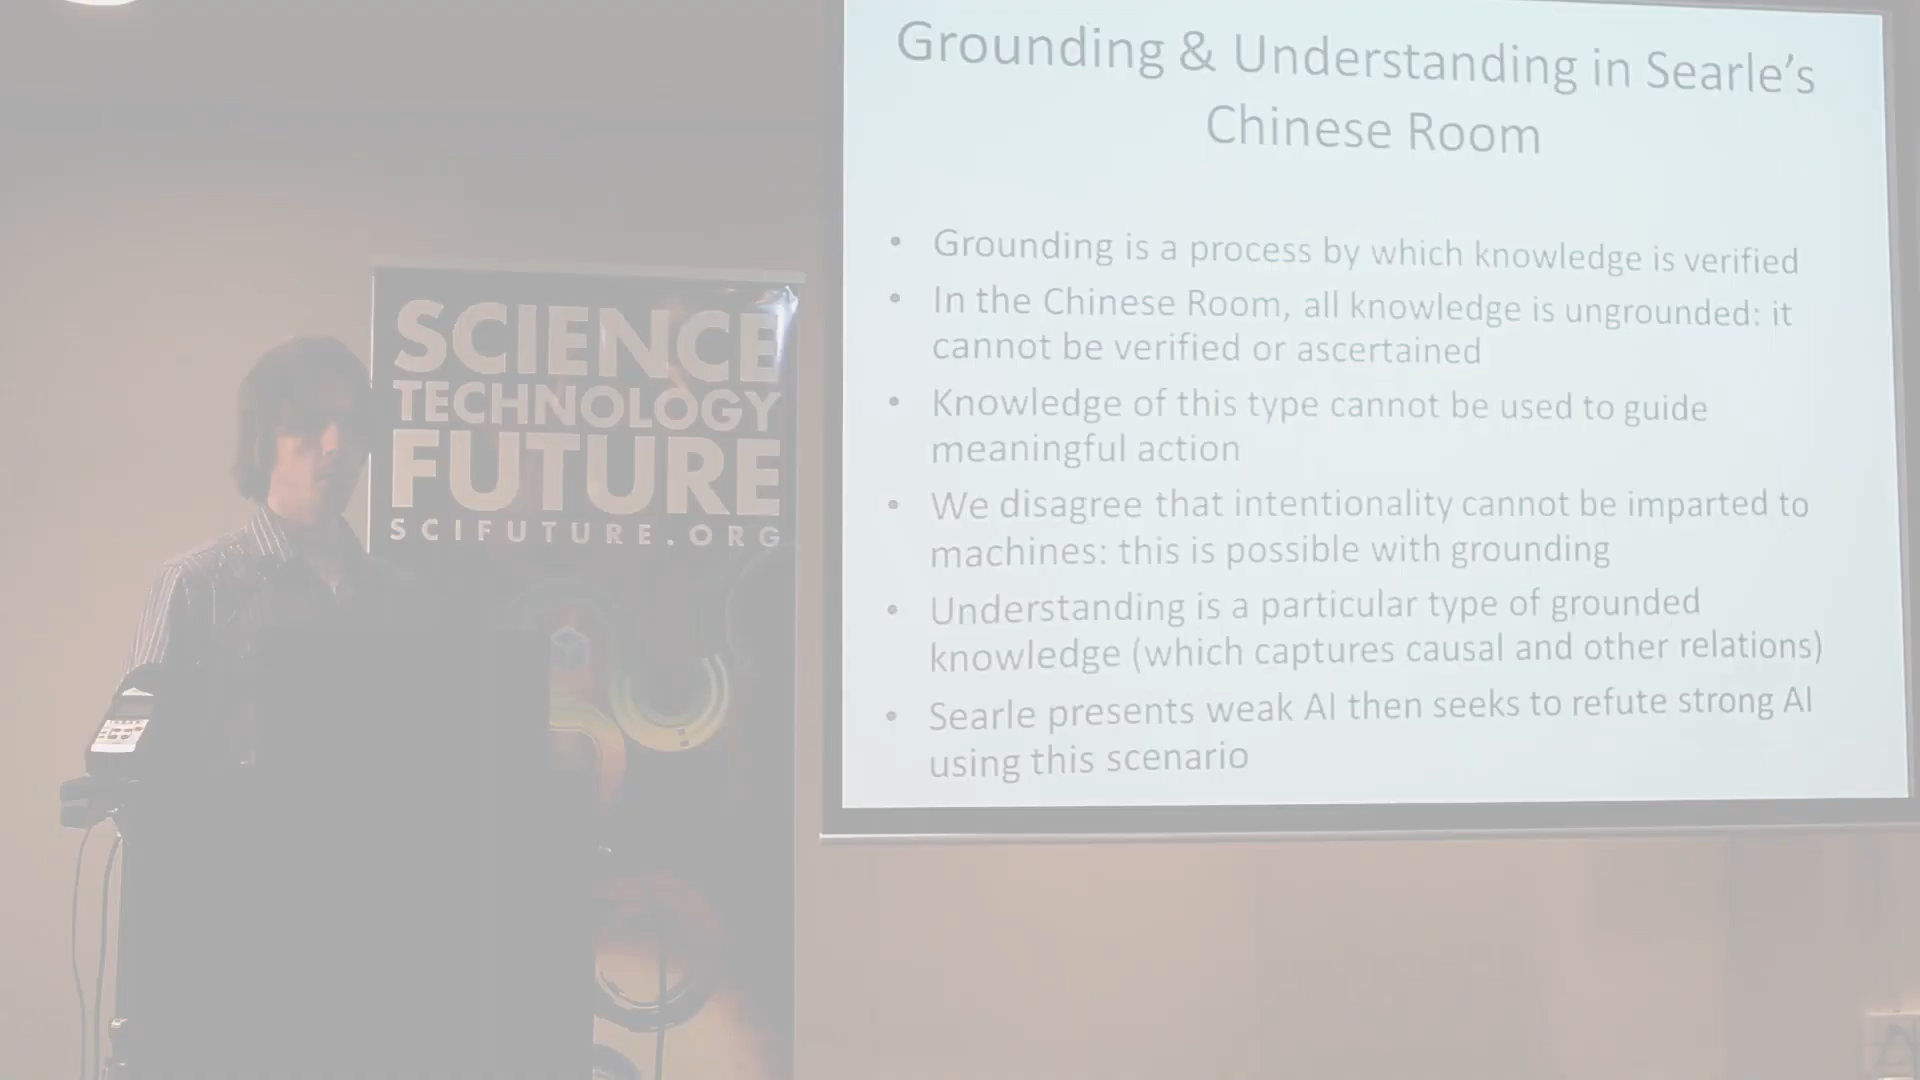 SCIENCE
TECHNOLOGY
FUTURE
SCIFUTURE.ORG
Grounding & Understanding in Searle's
Chinese Room
• Grounding is a process by which knowledge is verified
• In the Chinese Room, all knowledge is ungrounded: it
cannot be verified or ascertained
• Knowledge of this type cannot be used to guide
meaningful action
• We disagree that intentionality cannot be imparted to
machines: this is possible with grounding
• Understanding is a particular type of grounded
knowledge (which captures causal and other relations)
• Searle presents weak AI then seeks to refute strong AI
using this scenario